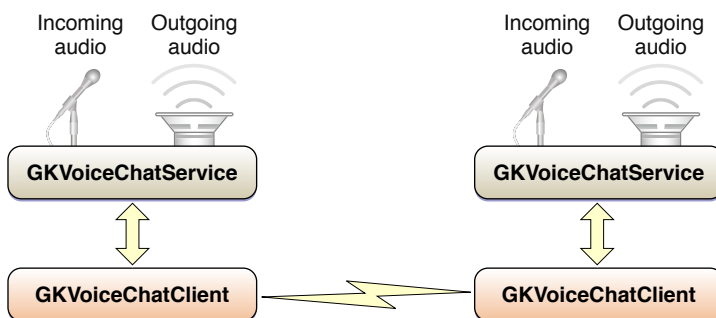 Incoming
audio
Outgoing
audio
Incoming
audio
Outgoing
audio
GKVoiceChatService
GKVoiceChatService
GKVoiceChatClient
GKVoiceChatClient